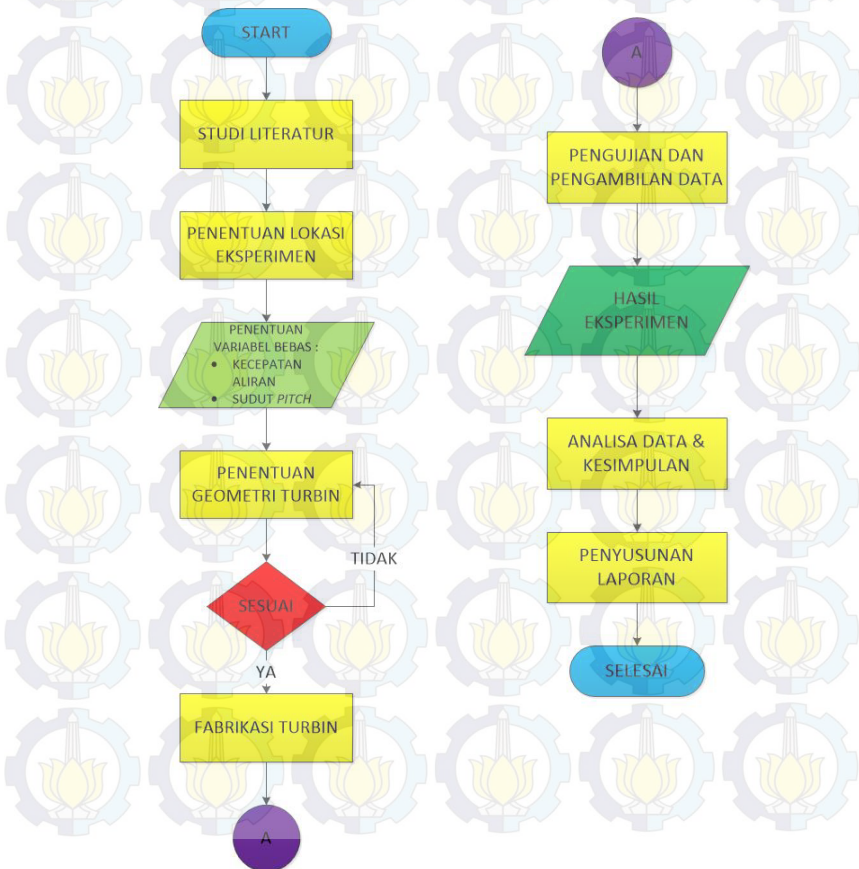 START
STUDI LITERATUR
PENENTUAN LOKASI
EKSPERIMEN
PENENTUAN
VARIABEL BEBAS :
• KECEPATAN
ALIRAN
• SUDUT PITCH
PENENTUAN
GEOMETRI TURBIN
TIDAK
SESUAI
YA
FABRIKASI TURBIN
A
A
PENGUJIAN DAN
PENGAMBILAN DATA
HASIL
EKSPERIMEN
ANALISA DATA &
KESIMPULAN
PENYUSUNAN
LAPORAN
SELESAI